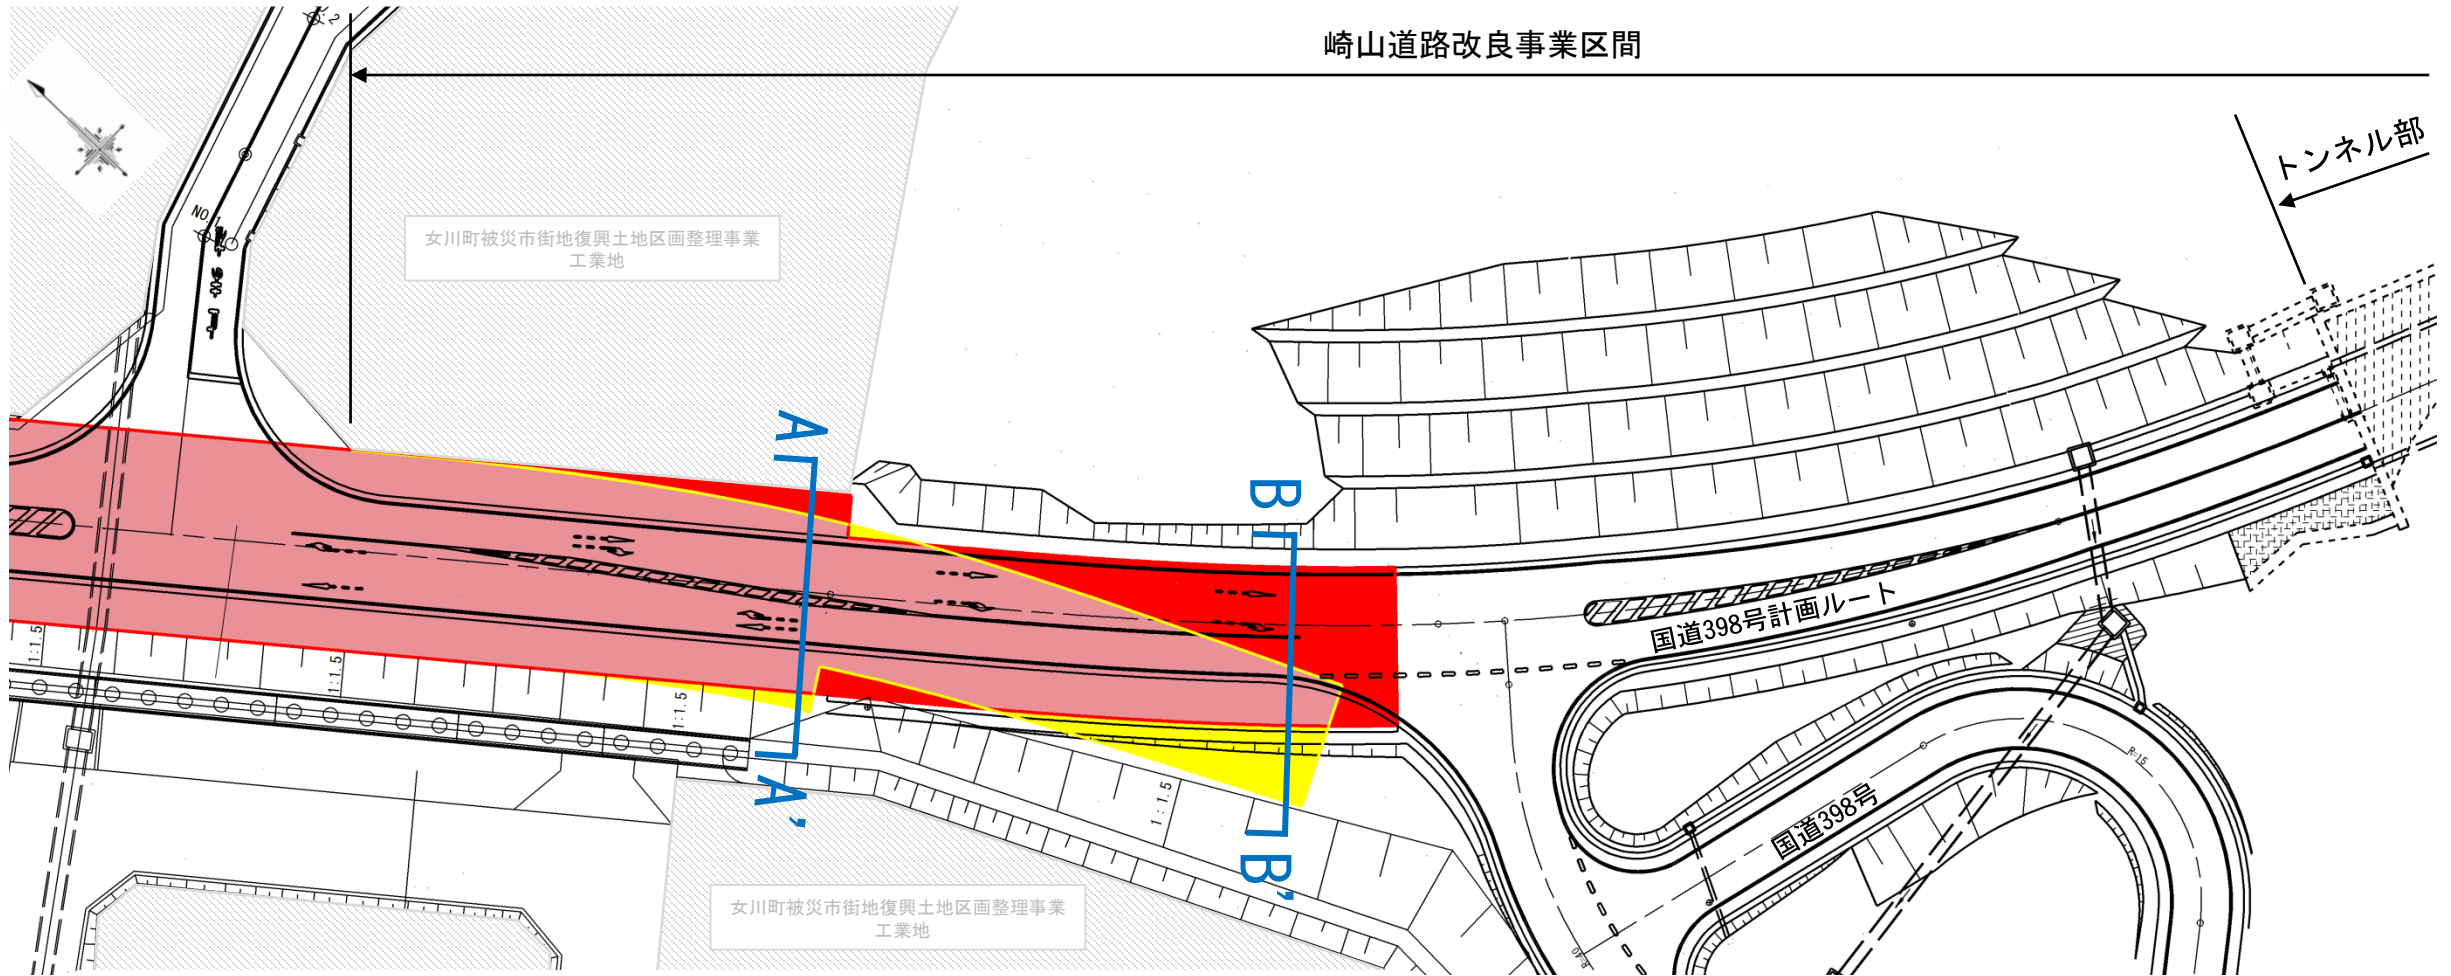 崎山道路改良事業区間
トンネル部
NO.1
女川町被災市街地復興土地区画整理事業
工業地
A
B
国道398号計画ルート
1:1.5
1:1.5
1:1.5
1:1.5
R=15
国道398号
A'
B'
女川町被災市街地復興土地区画整理事業
工業地
R=40